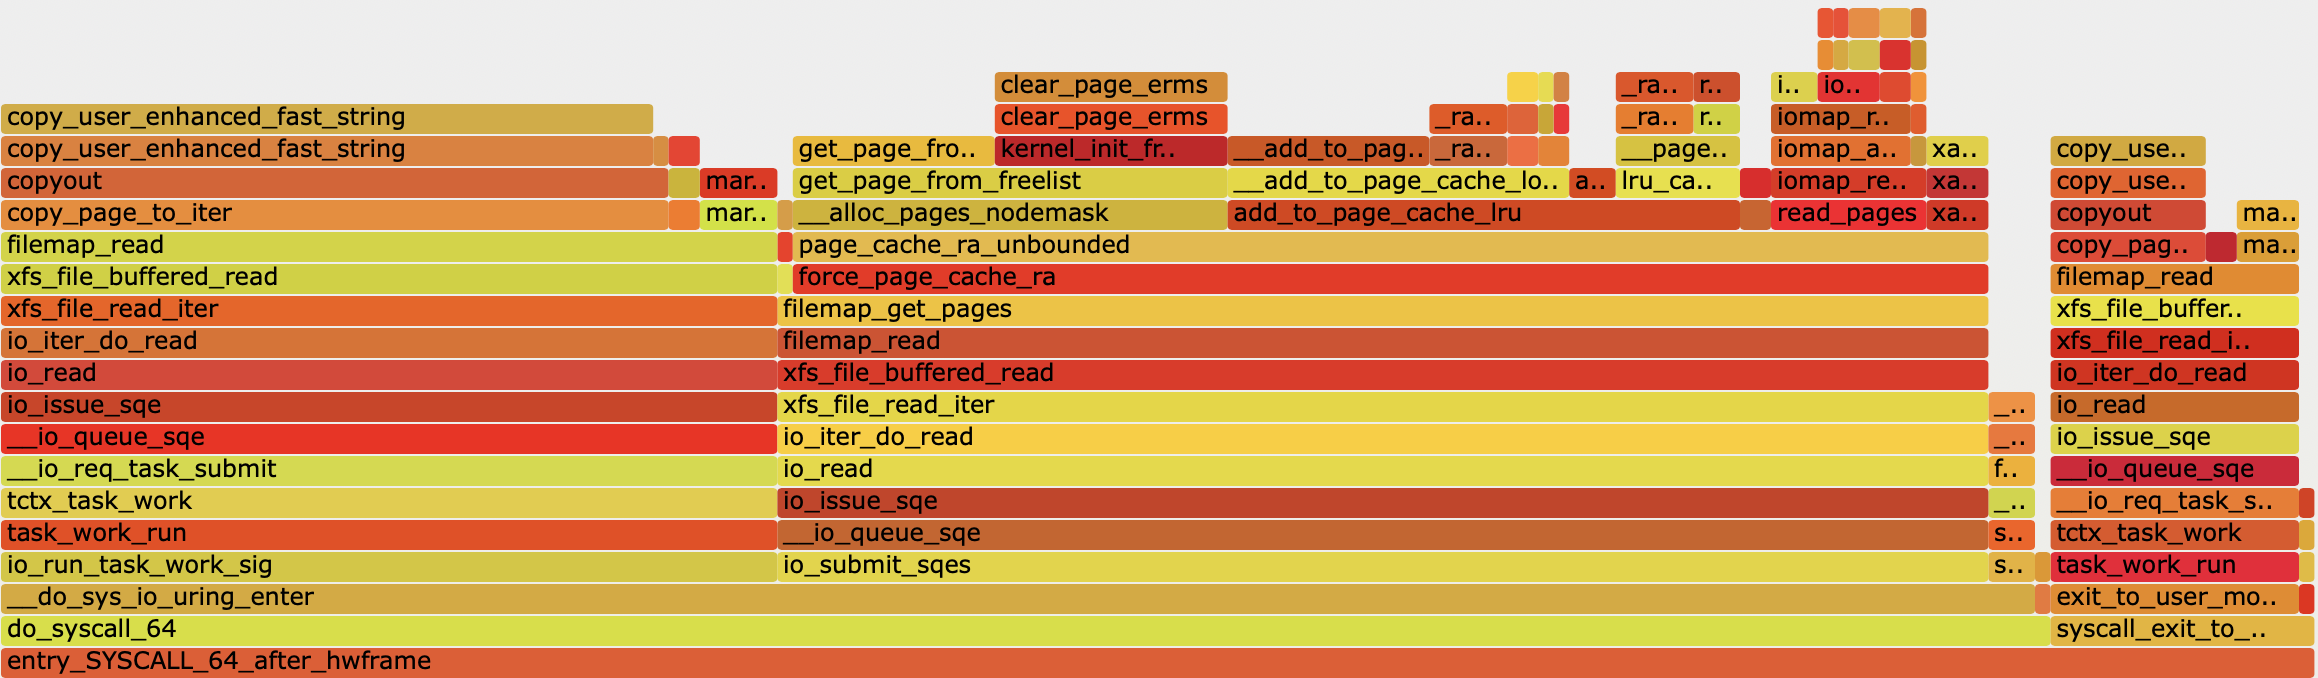 clear_page_erms _ra.. r.. i.. io..
copy_user_enhanced_fast_string clear_page_erms _ra.. _ra.. r.. iomap_r..
copy_user_enhanced_fast_string get_page_fro.. kernel_init_fr.. __add_to_pag.. _ra.. __page.. iomap_a.. xa.. copy_use..
copyout mar.. get_page_from_freelist __add_to_page_cache_lo.. a.. lru_ca.. iomap_re.. xa.. copy_use..
copy_page_to_iter mar.. __alloc_pages_nodemask add_to_page_cache_lru read_pages xa.. copyout ma..
filemap_read page_cache_ra_unbounded copy_pag.. ma..
xfs_file_buffered_read force_page_cache_ra filemap_read
xfs_file_read_iter filemap_get_pages xfs_file_buffer..
io_iter_do_read filemap_read xfs_file_read_i..
io_read xfs_file_buffered_read io_iter_do_read
io_issue_sqe xfs_file_read_iter _.. io_read
__io_queue_sqe io_iter_do_read _.. io_issue_sqe
__io_req_task_submit io_read f.. __io_queue_sqe
tctx_task_work io_issue_sqe _.. __io_req_task_s..
task_work_run __io_queue_sqe s.. tctx_task_work
io_run_task_work_sig io_submit_sqes s.. task_work_run
__do_sys_io_uring_enter exit_to_user_mo..
do_syscall_64 syscall_exit_to_..
entry_SYSCALL_64_after_hwframe